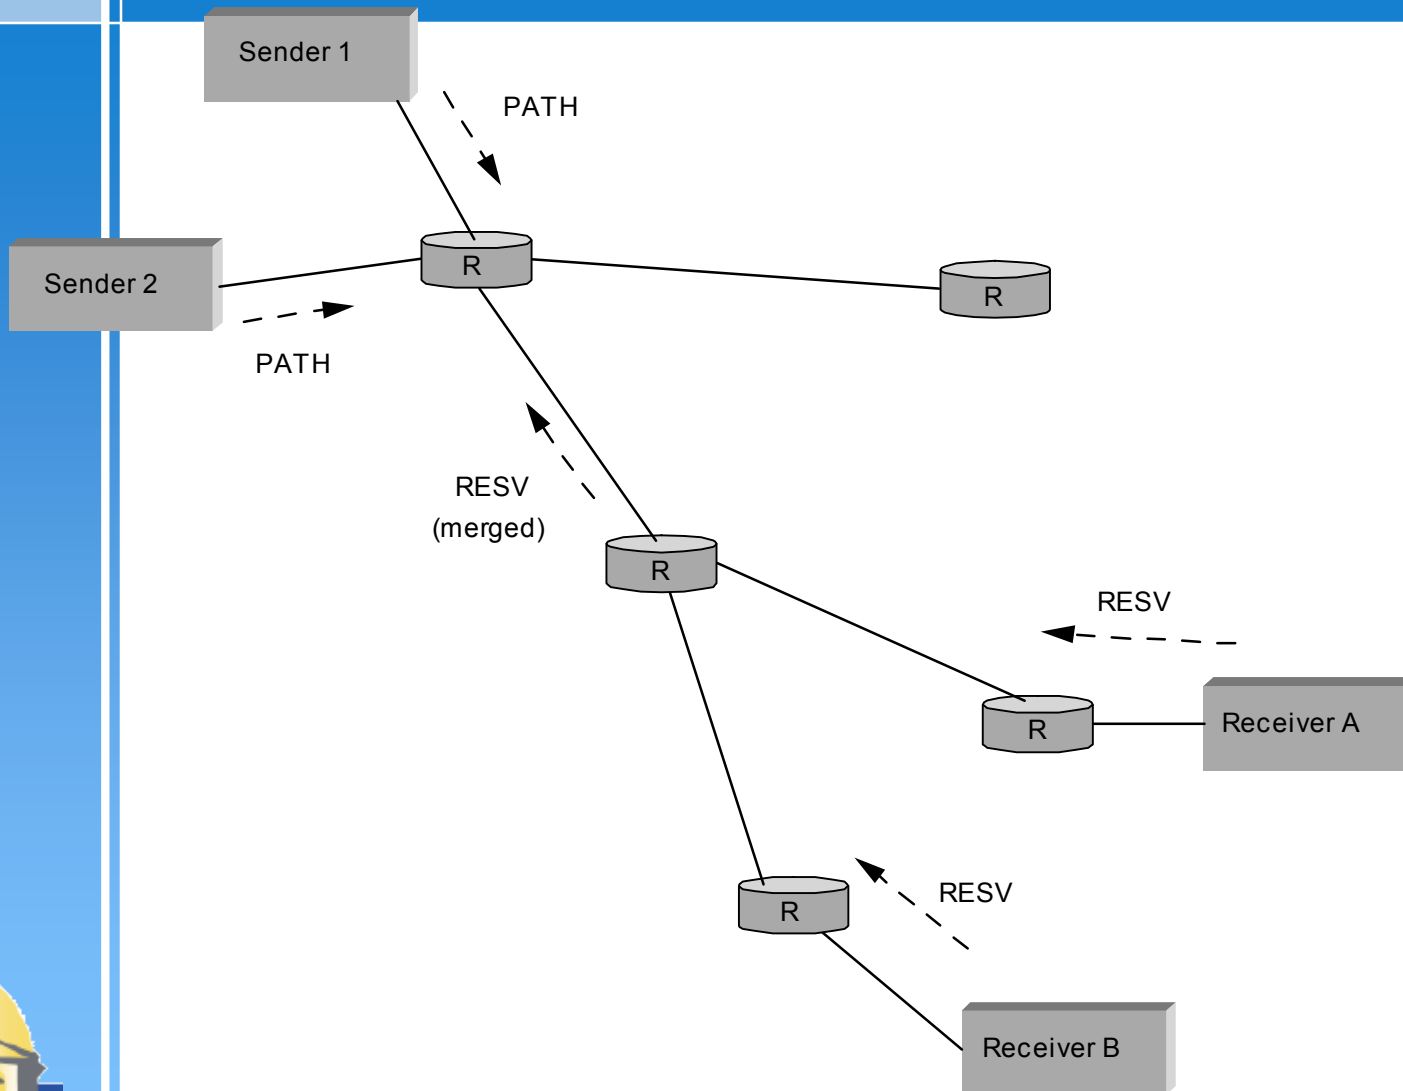 Sender 1
PATH
Sender 2
R
R
PATH
RESV
(merged)
R
RESV
R
Receiver A
R
RESV
Receiver B